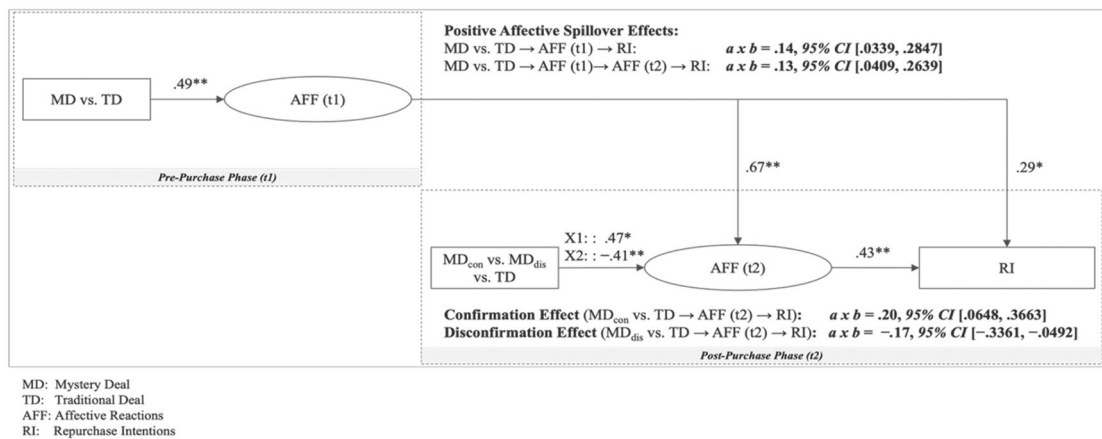 Positive Affective Spillover Effects:
MD vs. TD → AFF (t1) → RI: a x b = .14, 95% CI [.0339, .2847]
MD vs. TD → AFF (t1)→ AFF (t2) → RI: a x b = .13, 95% CI [.0409, .2639]
MD vs. TD
.49**
AFF (t1)
Pre-Purchase Phase (t1)
.67**
.29*
MDcon vs. MDdis
vs. TD
X1: : .47*
X2: : −.41**
AFF (t2)
.43**
RI
Confirmation Effect (MDcon vs. TD → AFF (t2) → RI): a x b = .20, 95% CI [.0648, .3663]
Disconfirmation Effect (MDdis vs. TD → AFF (t2) → RI): a x b = −.17, 95% CI [−.3361, −.0492]
Post-Purchase Phase (t2)
MD: Mystery Deal
TD: Traditional Deal
AFF: Affective Reactions
RI: Repurchase Intentions